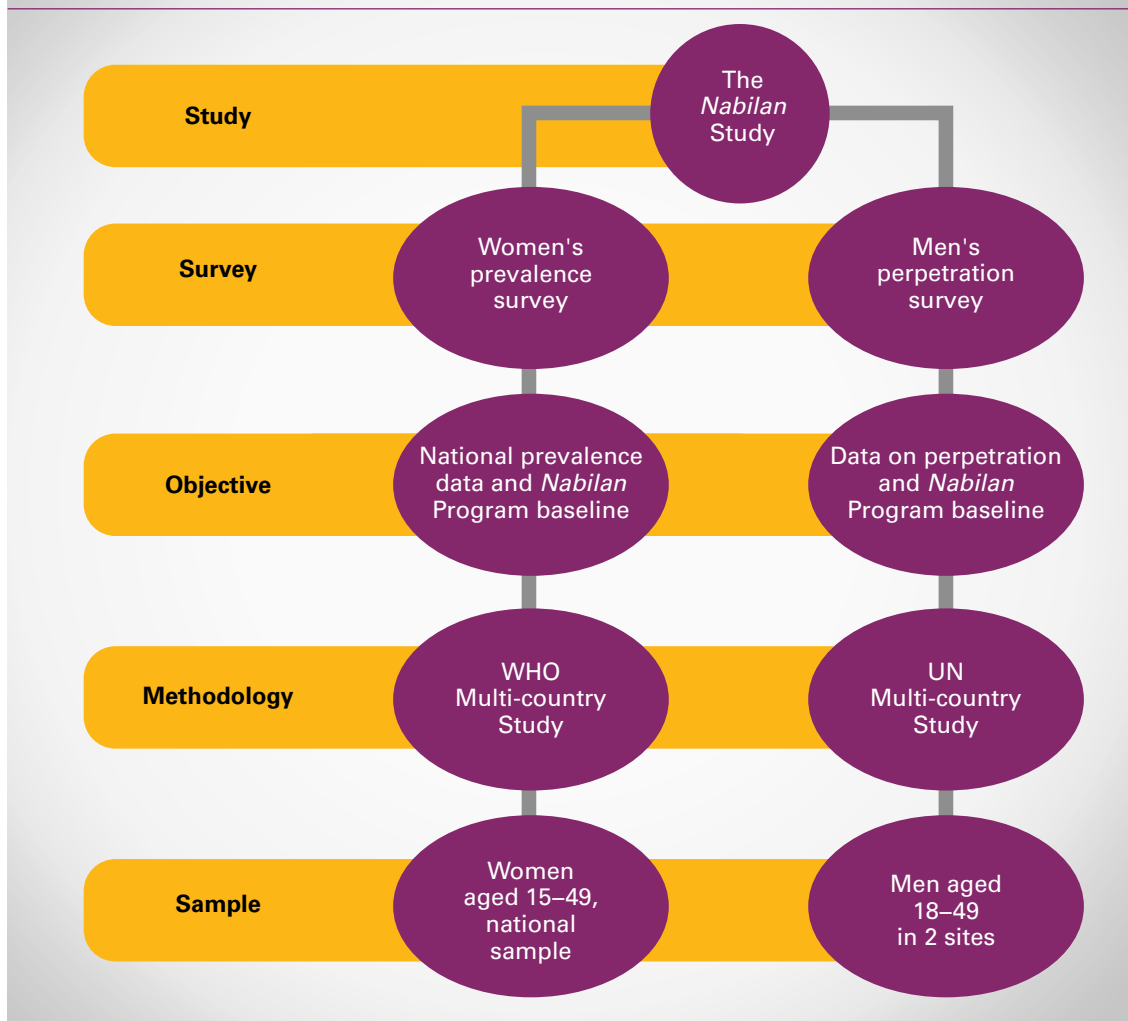 Study
The
Nabilan
Study
Survey
Women's
prevalence
survey
Men's
perpetration
survey
Objective
National prevalence
data and Nabilan
Program baseline
Data on perpetration
and Nabilan
Program baseline
Methodology
WHO
Multi-country
Study
UN
Multi-country
Study
Sample
Women
aged 15–49,
national
sample
Men aged
18–49
in 2 sites